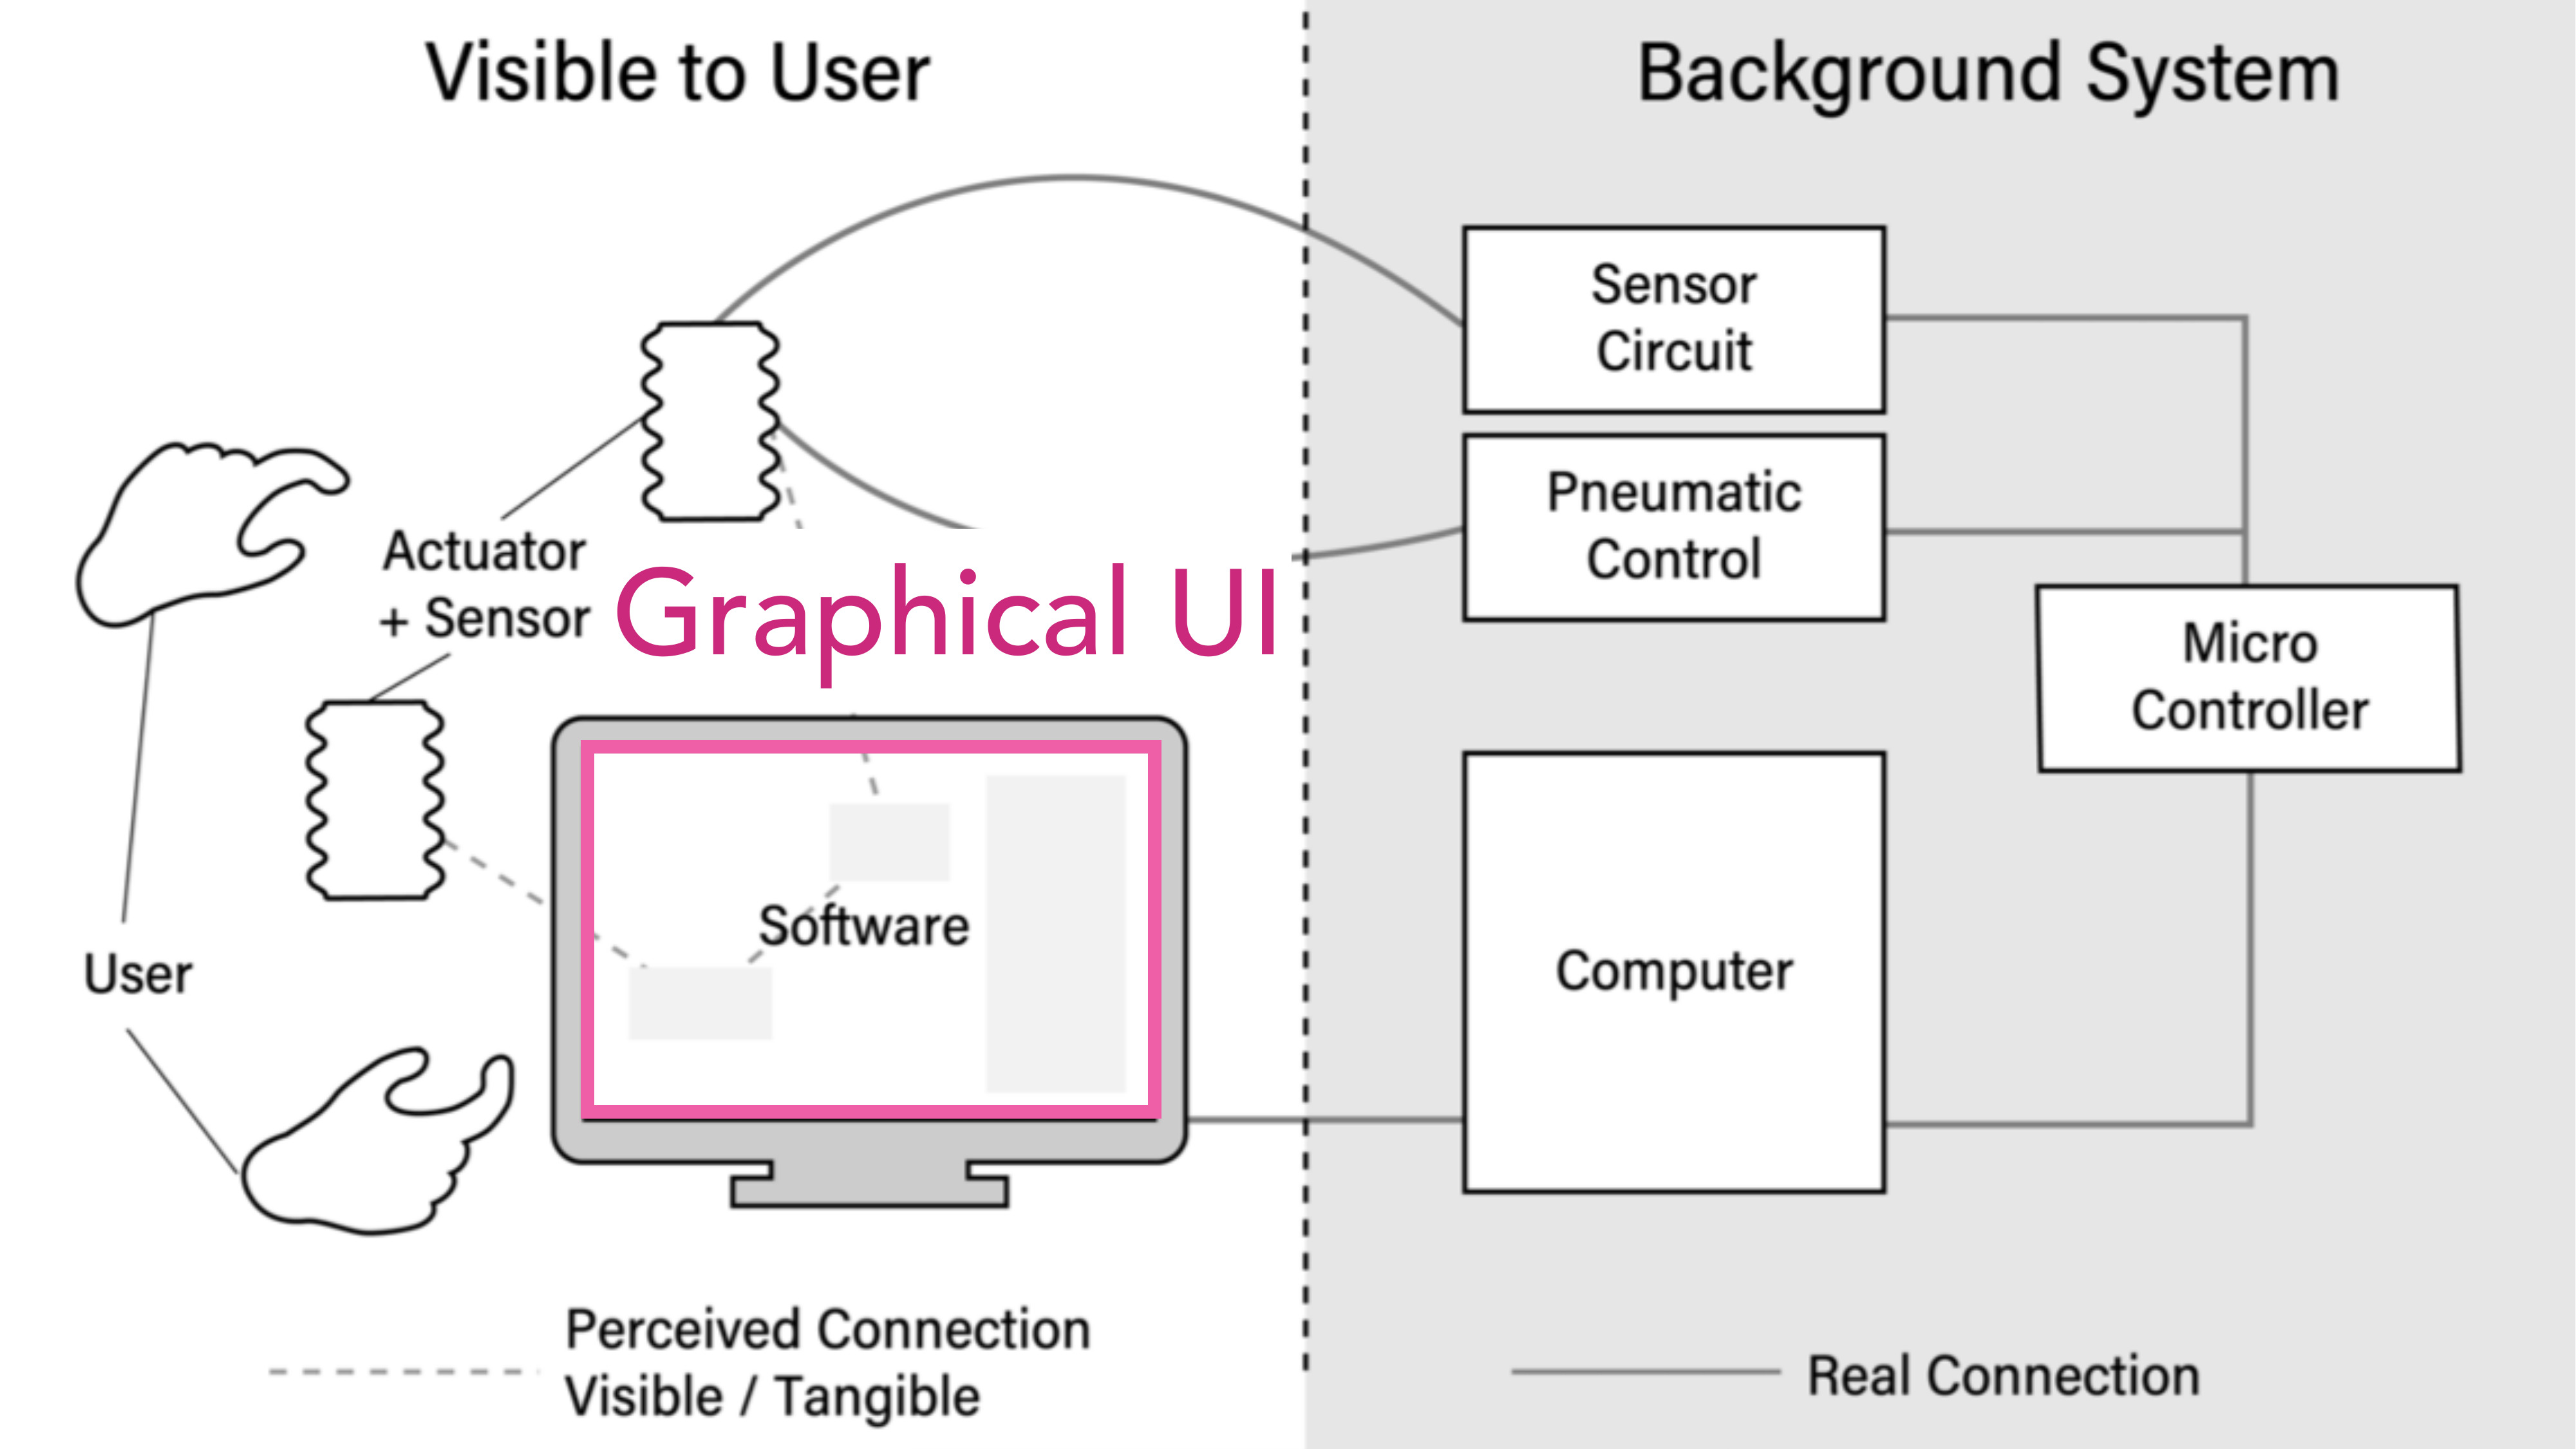 Visible to User
Background System
Sensor
Circuit
Pneumatic
Control
Actuator
+ Sensor
Graphical UI
Micro
Controller
Software
User
Computer
Perceived Connection
Visible / Tangible
Real Connection